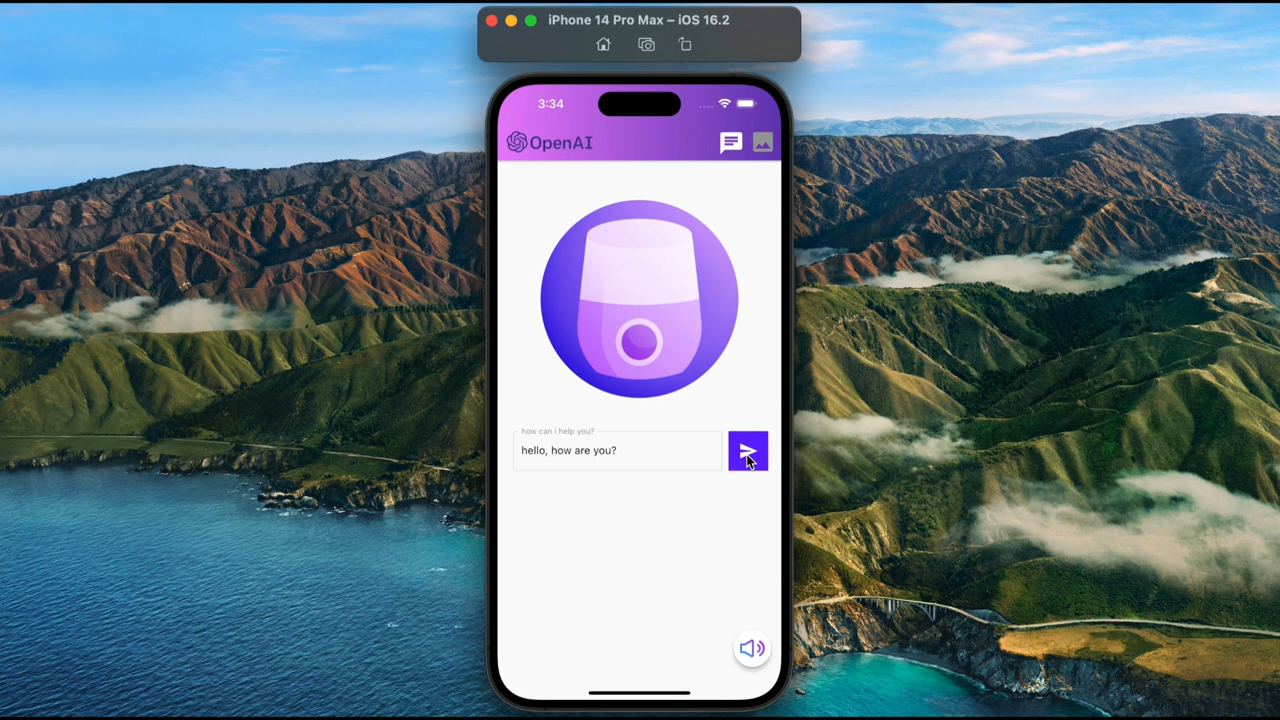 iPhone 14 Pro Max – iOS 16.2
3:34
OpenAI
how can i help you?
hello, how are you?